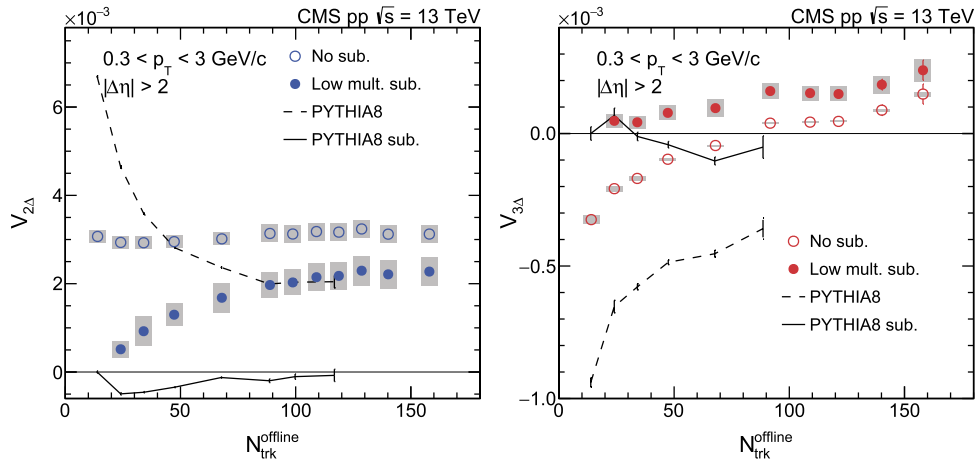 ×10⁻³
CMS pp √s = 13 TeV
0.3 < p_T < 3 GeV/c
|Δη| > 2
No sub.
Low mult. sub.
PYTHIA8
PYTHIA8 sub.
6
4
2
0
V_2Δ
0 50 100 150
N_trk^offline
×10⁻³
CMS pp √s = 13 TeV
0.3 < p_T < 3 GeV/c
|Δη| > 2
0.0
−0.5
−1.0
V_3Δ
No sub.
Low mult. sub.
PYTHIA8
PYTHIA8 sub.
0 50 100 150
N_trk^offline